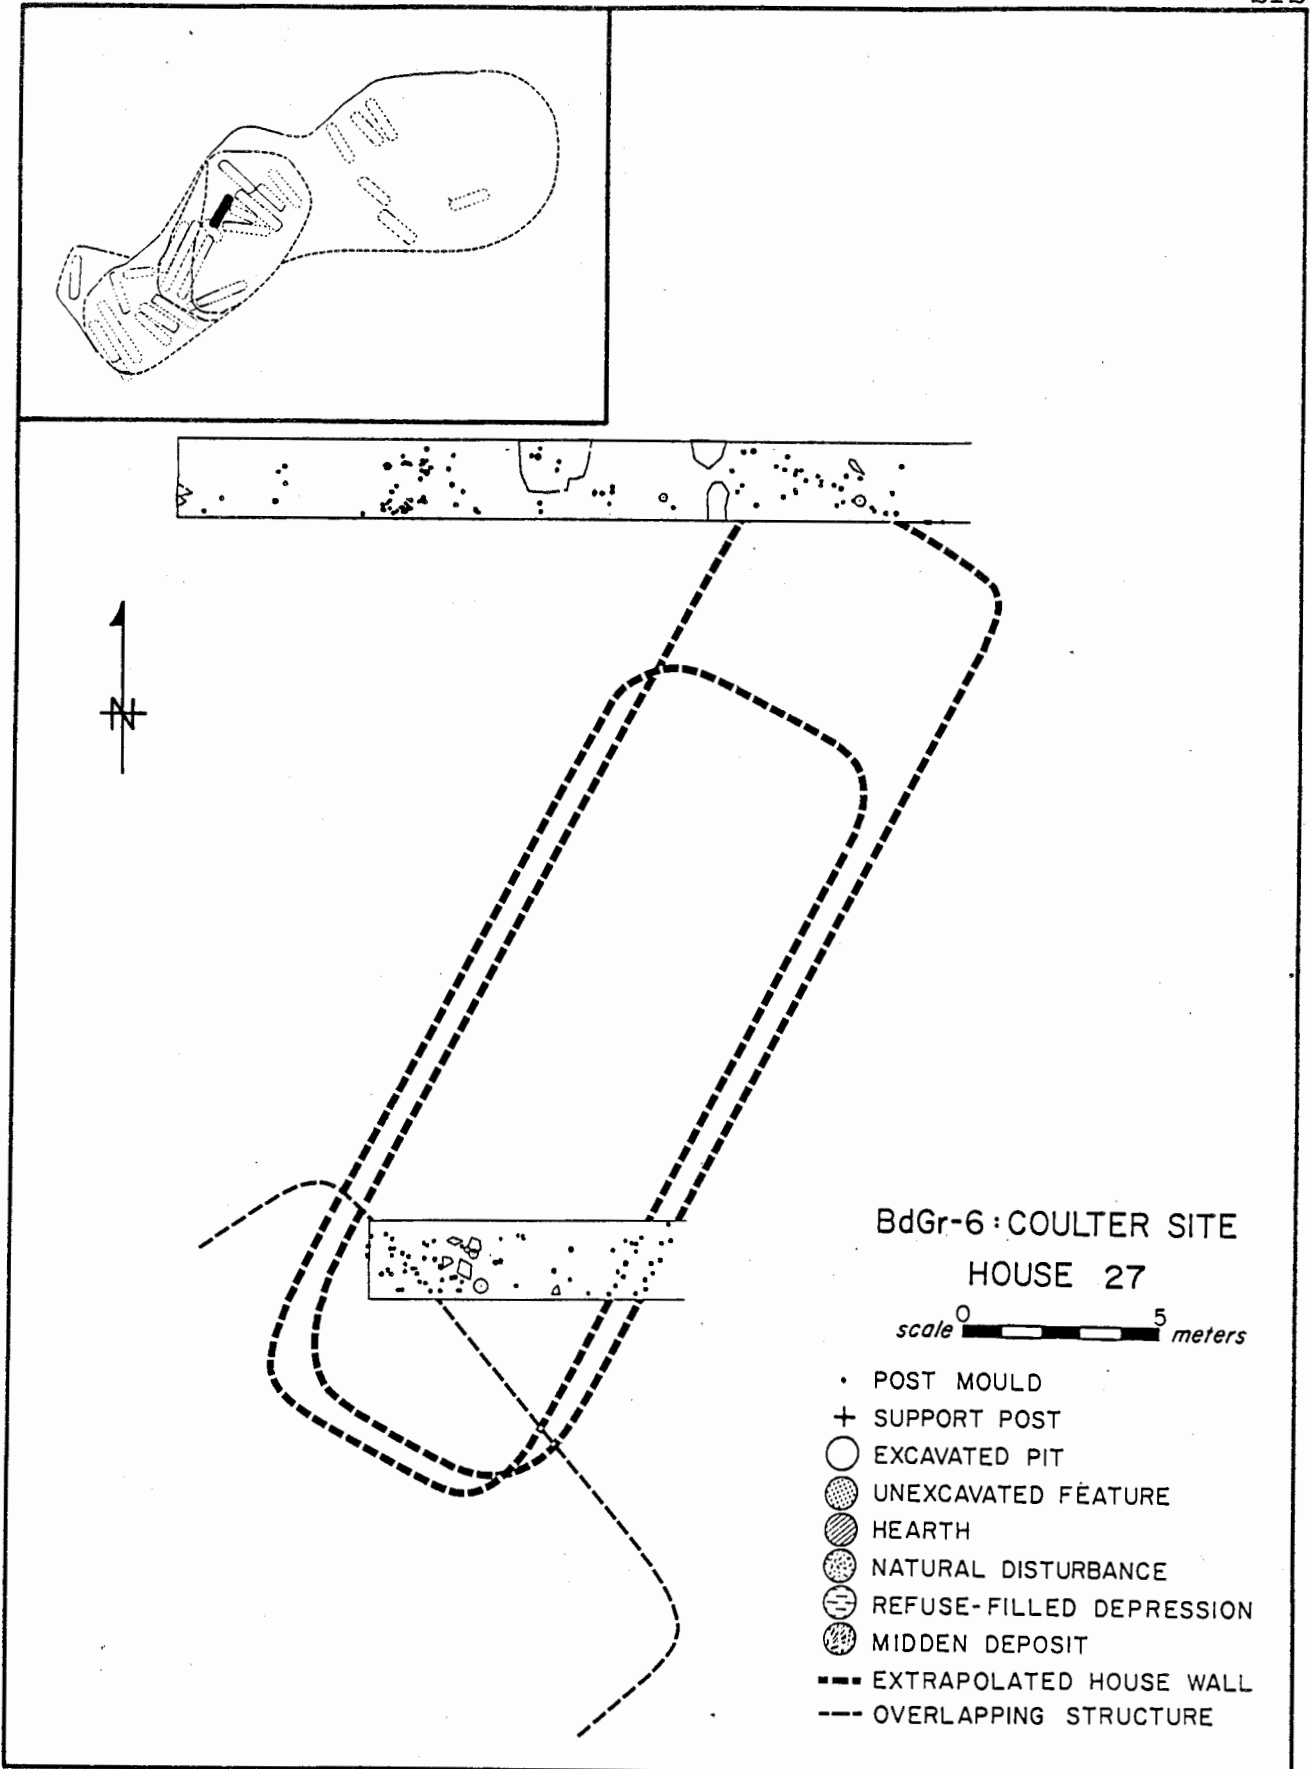 N
BdGr-6: COULTER SITE
HOUSE 27
0 5
scale meters
POST MOULD
SUPPORT POST
EXCAVATED PIT
UNEXCAVATED FEATURE
HEARTH
NATURAL DISTURBANCE
REFUSE-FILLED DEPRESSION
MIDDEN DEPOSIT
EXTRAPOLATED HOUSE WALL
OVERLAPPING STRUCTURE